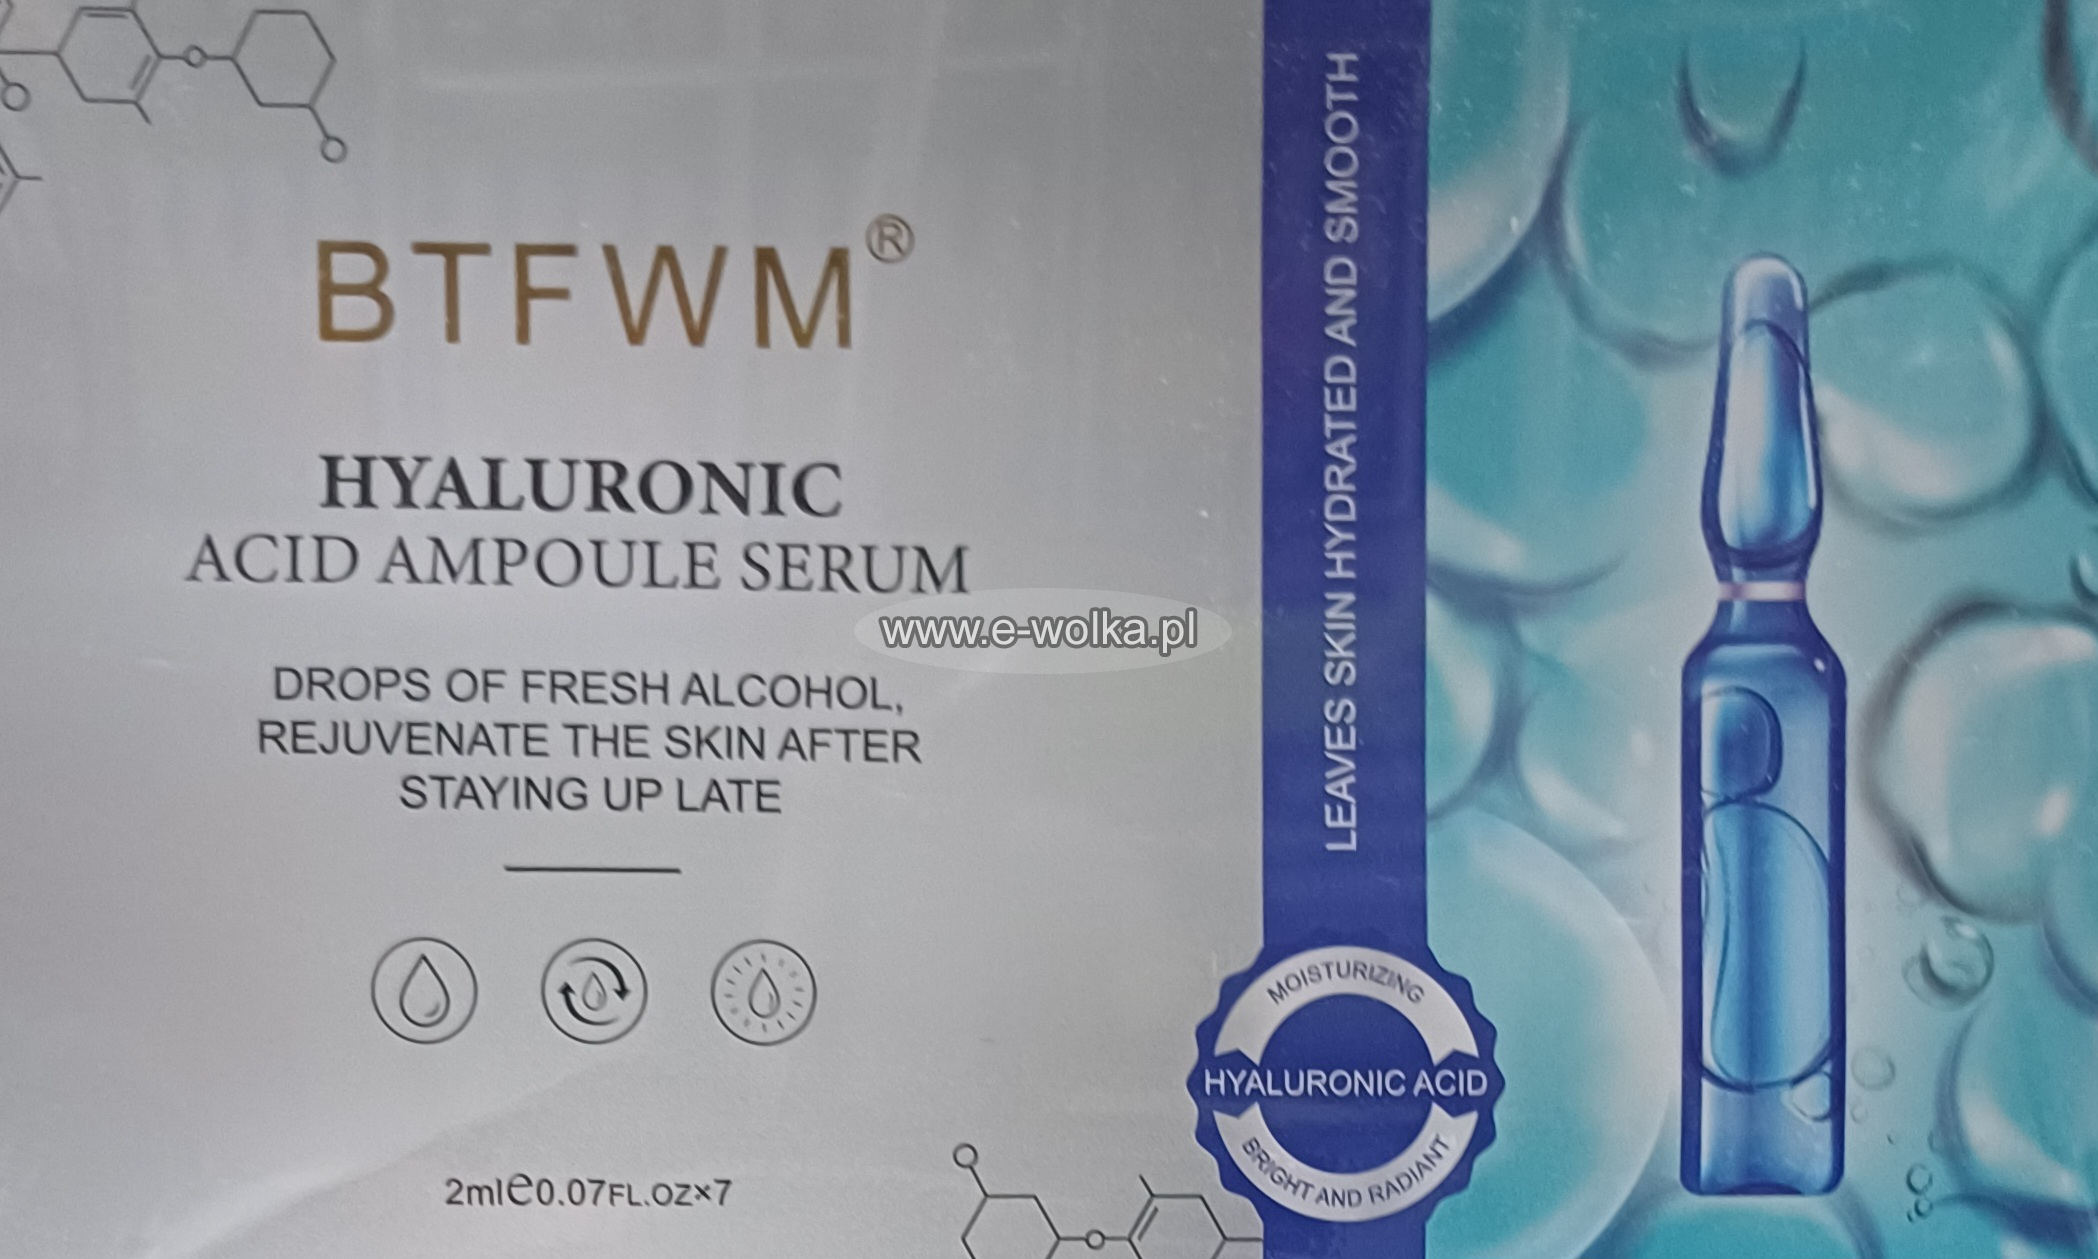 BTFWM®
HYALURONIC
ACID AMPOULE SERUM
www.e-wolka.pl
DROPS OF FRESH ALCOHOL,
REJUVENATE THE SKIN AFTER
STAYING UP LATE
2ml℮0.07FL.OZ×7
LEAVES SKIN HYDRATED AND SMOOTH
MOISTURIZING
HYALURONIC ACID
BRIGHT AND RADIANT